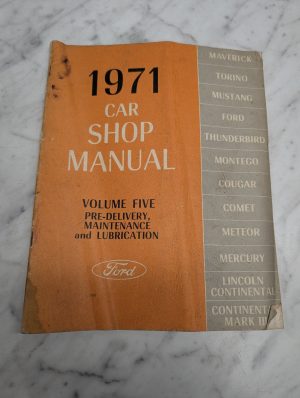 1971
CAR
SHOP
MANUAL
VOLUME FIVE
PRE-DELIVERY,
MAINTENANCE
and LUBRICATION
Ford
MAVERICK
TORINO
MUSTANG
FORD
THUNDERBIRD
MONTEGO
COUGAR
COMET
METEOR
MERCURY
LINCOLN
CONTINENTAL
CONTINENTAL
MARK III